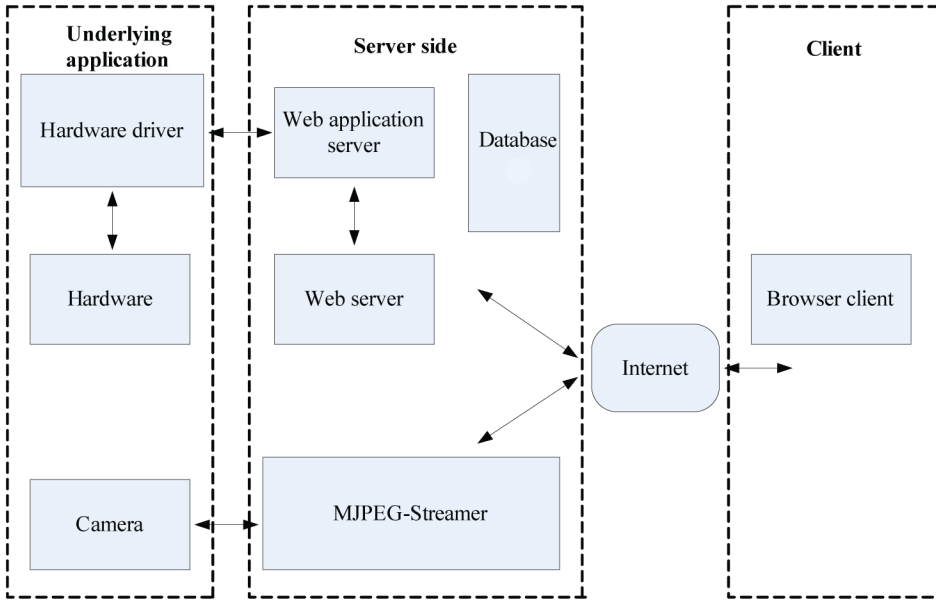 Underlying
application
Server side
Client
Hardware driver
Web application
server
Database
Hardware
Web server
Browser client
Internet
Camera
MJPEG-Streamer